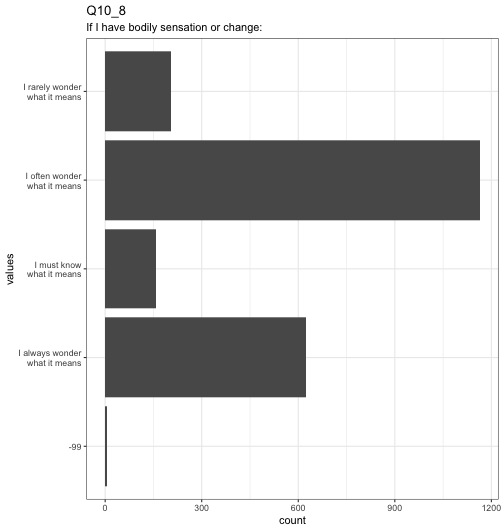 Q10_8
If I have bodily sensation or change:
I rarely wonder
what it means
I often wonder
what it means
I must know
what it means
I always wonder
what it means
-99
values
0 300 600 900 1200
count